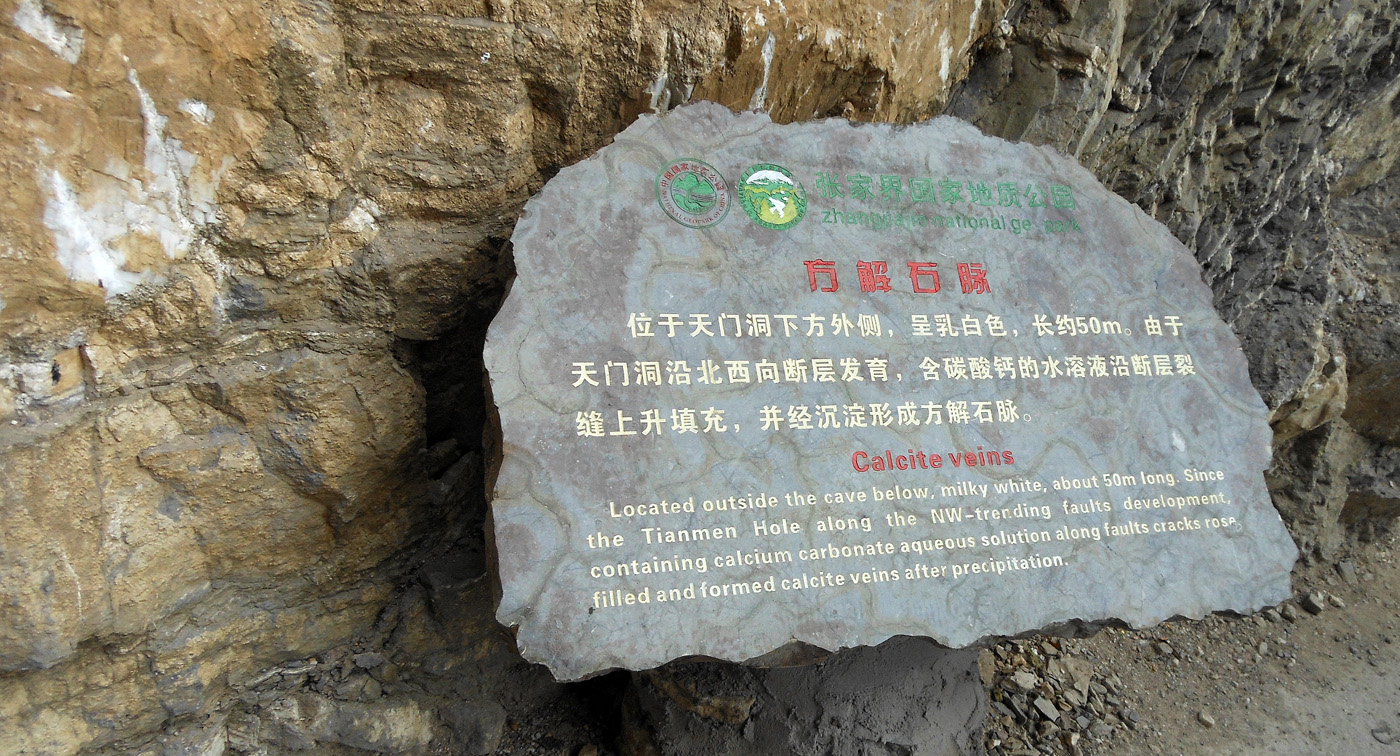 张家界国家地质公园
zhangjiajie national ge park
方解石脉
位于天门洞下方外侧，呈乳白色，长约50m。由于
天门洞沿北西向断层发育，含碳酸钙的水溶液沿断层裂
缝上升填充，并经沉淀形成方解石脉。
Calcite veins
Located outside the cave below, milky white, about 50m long. Since
the Tianmen Hole along the NW-trending faults development,
containing calcium carbonate aqueous solution along faults cracks rose,
filled and formed calcite veins after precipitation.